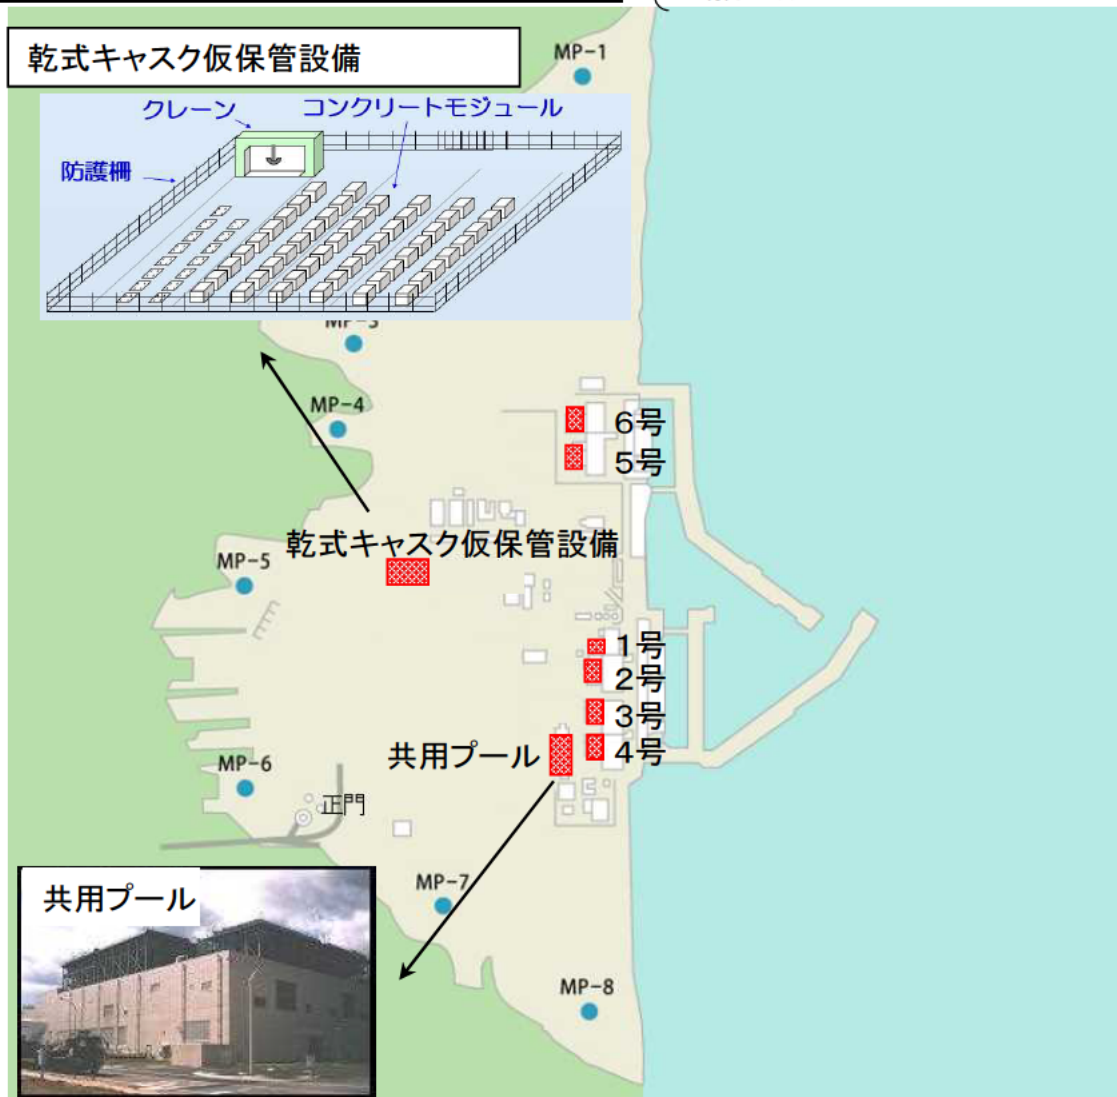 乾式キャスク仮保管設備
MP-1
クレーン
コンクリートモジュール
防護柵
MP-3
MP-4
6号
5号
乾式キャスク仮保管設備
MP-5
1号
2号
3号
共用プール
4号
MP-6
正門
共用プール
MP-7
MP-8